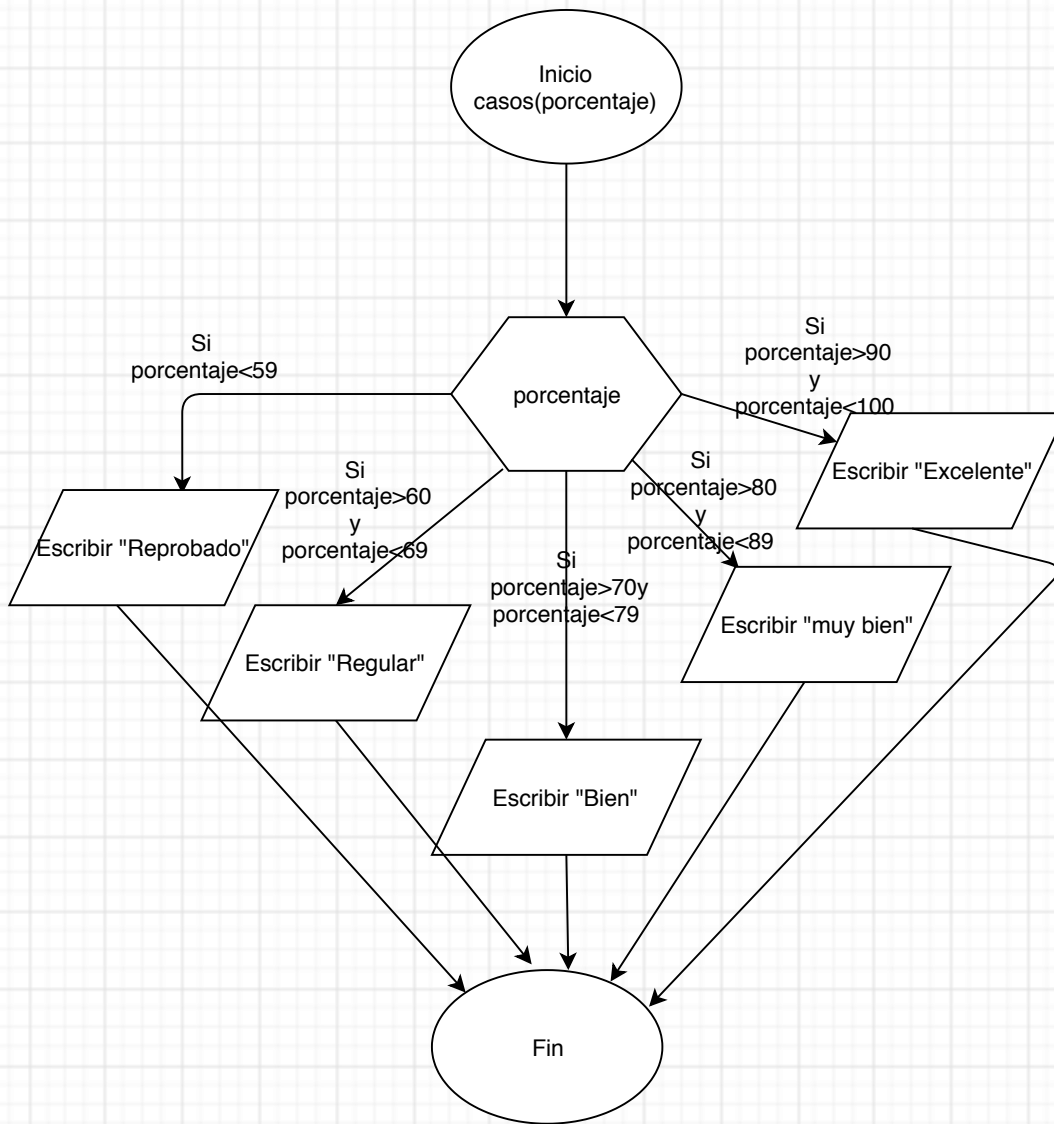 Inicio
casos(porcentaje)
Si
porcentaje<59
porcentaje
Si
porcentaje>90
y
porcentaje<100
Escribir "Excelente"
Si
porcentaje>60
y
porcentaje<69
Si
porcentaje>80
y
porcentaje<89
Escribir "Reprobado"
Si
porcentaje>70y
porcentaje<79
Escribir "Regular"
Escribir "muy bien"
Escribir "Bien"
Fin